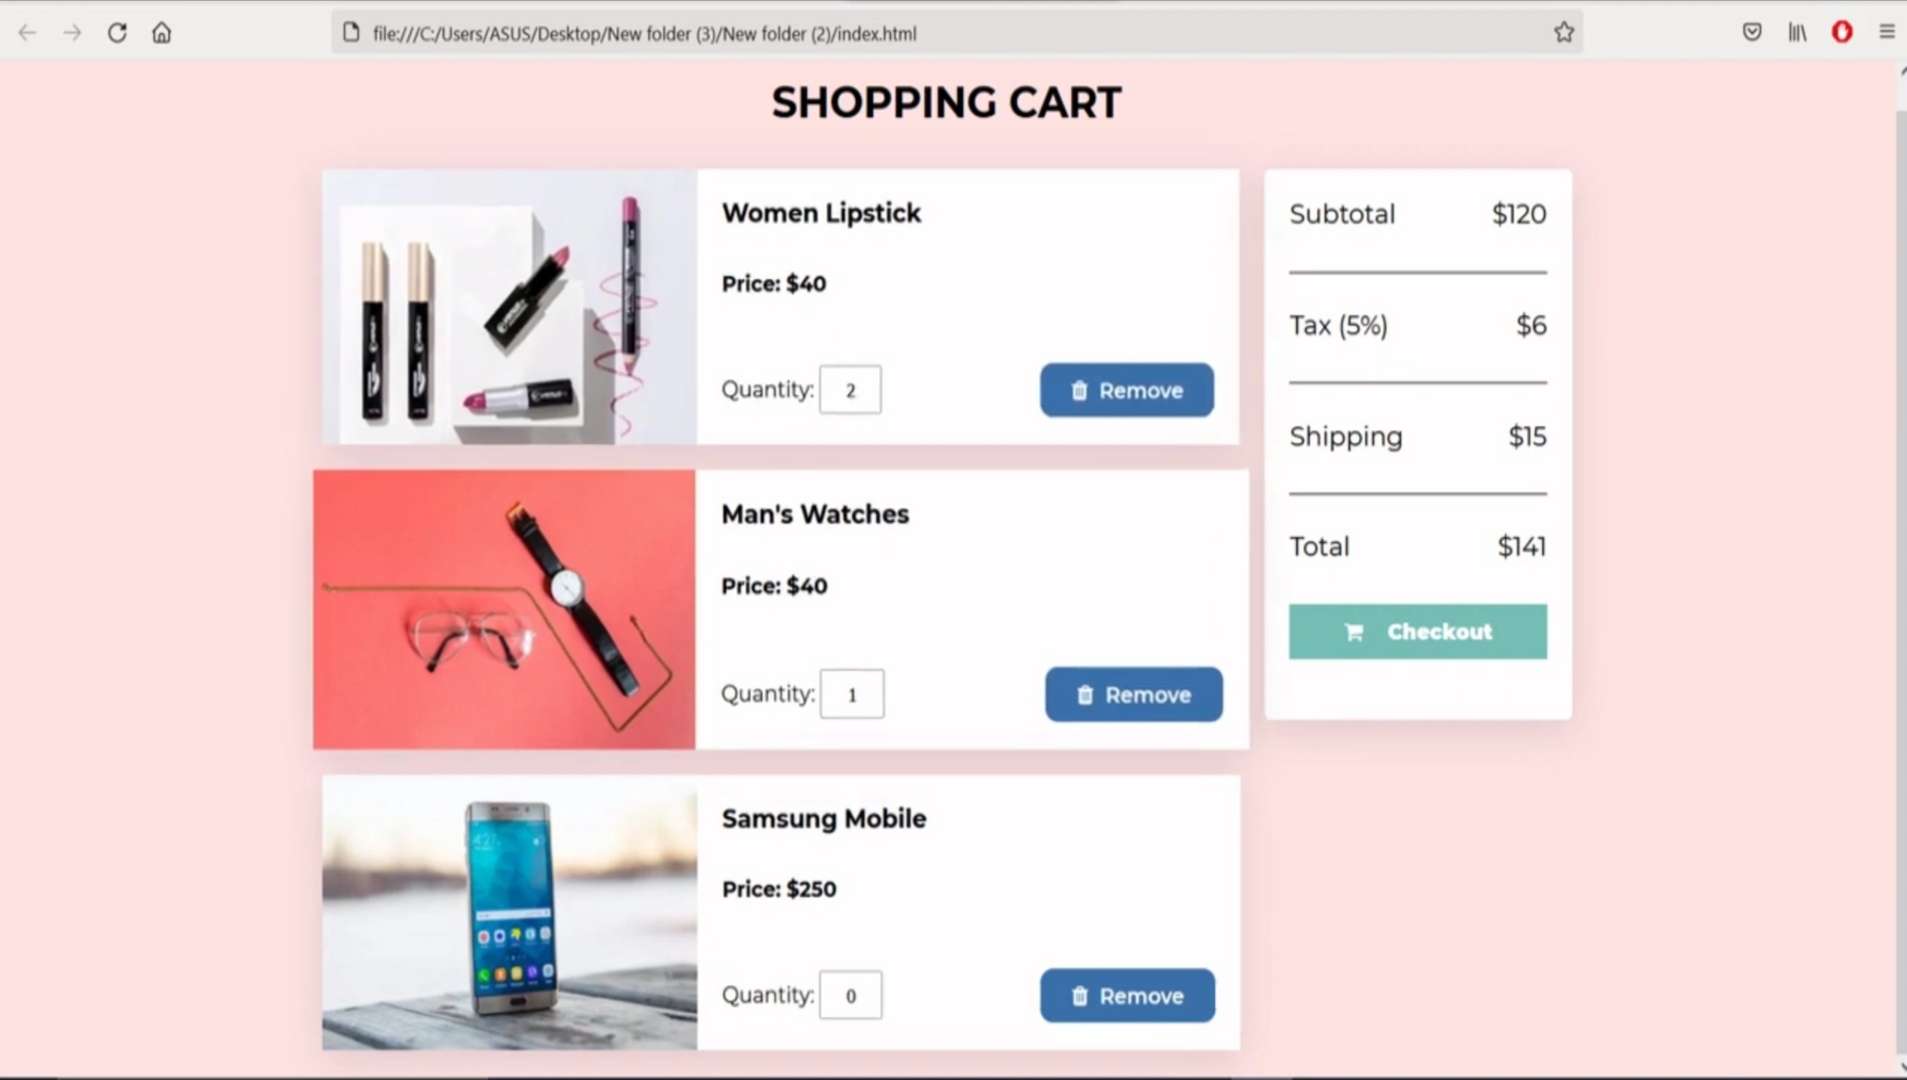 file:///C:/Users/ASUS/Desktop/New folder (3)/New folder (2)/index.html
SHOPPING CART
Women Lipstick
Price: $40
Quantity: 2
Remove
Man's Watches
Price: $40
Quantity: 1
Remove
Samsung Mobile
Price: $250
Quantity: 0
Remove
Subtotal $120
Tax (5%) $6
Shipping $15
Total $141
Checkout